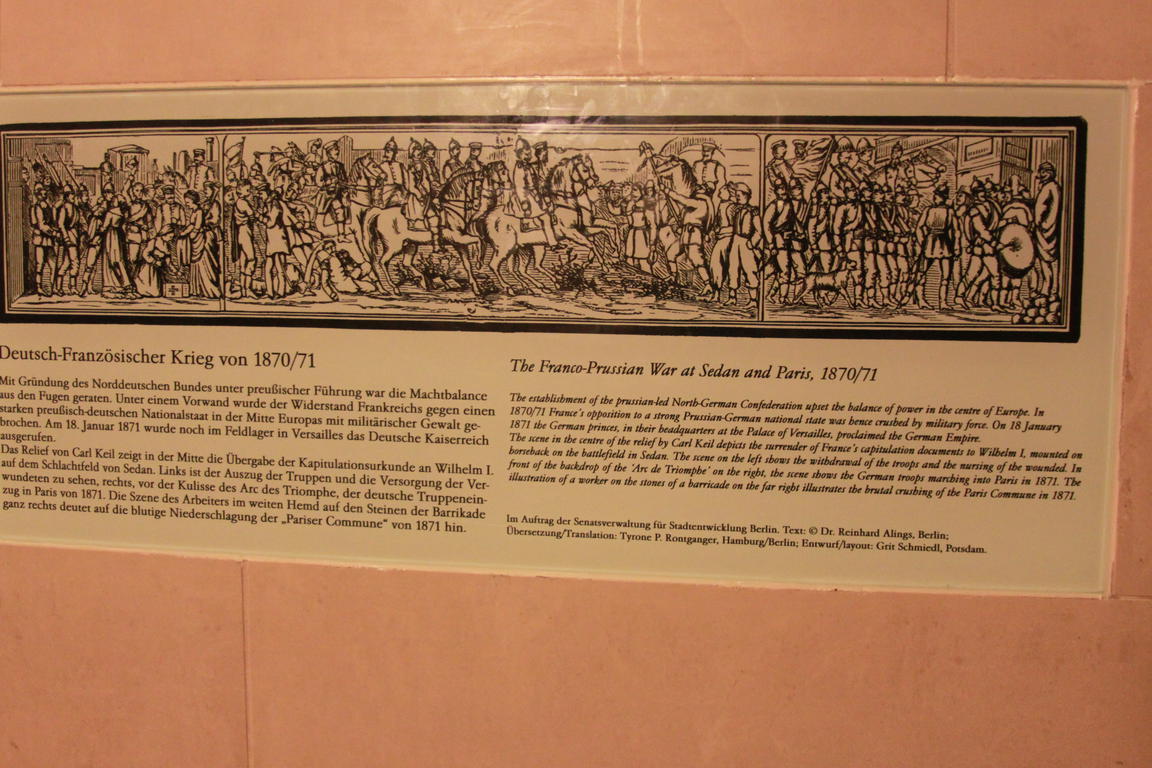 Deutsch-Französischer Krieg von 1870/71
Mit Gründung des Norddeutschen Bundes unter preußischer Führung war die Machtbalance
aus den Fugen geraten. Unter einem Vorwand wurde der Widerstand Frankreichs gegen einen
starken preußisch-deutschen Nationalstaat in der Mitte Europas mit militärischer Gewalt ge-
brochen. Am 18. Januar 1871 wurde noch im Feldlager in Versailles das Deutsche Kaiserreich
ausgerufen.
Das Relief von Carl Keil zeigt in der Mitte die Übergabe der Kapitulationsurkunde an Wilhelm I.
auf dem Schlachtfeld von Sedan. Links ist der Auszug der Truppen und die Versorgung der Ver-
wundeten zu sehen, rechts, vor der Kulisse des Arc des Triomphe, der deutsche Truppenein-
zug in Paris von 1871. Die Szene des Arbeiters im weiten Hemd auf den Steinen der Barrikade
ganz rechts deutet auf die blutige Niederschlagung der „Pariser Commune“ von 1871 hin.
The Franco-Prussian War at Sedan and Paris, 1870/71
The establishment of the prussian-led North-German Confederation upset the balance of power in the centre of Europe. In
1870/71 France's opposition to a strong Prussian-German national state was hence crushed by military force. On 18 January
1871 the German princes, in their headquarters at the Palace of Versailles, proclaimed the German Empire.
The scene in the centre of the relief by Carl Keil depicts the surrender of France's capitulation documents to Wilhelm I, mounted on
horseback on the battlefield in Sedan. The scene on the left shows the withdrawal of the troops and the nursing of the wounded. In
front of the backdrop of the 'Arc de Triomphe' on the right, the scene shows the German troops marching into Paris in 1871. The
illustration of a worker on the stones of a barricade on the far right illustrates the brutal crushing of the Paris Commune in 1871.
Im Auftrag der Senatsverwaltung für Stadtentwicklung Berlin. Text: © Dr. Reinhard Alings, Berlin;
Übersetzung/Translation: Tyrone P. Rontganger, Hamburg/Berlin; Entwurf/layout: Grit Schmiedl, Potsdam.